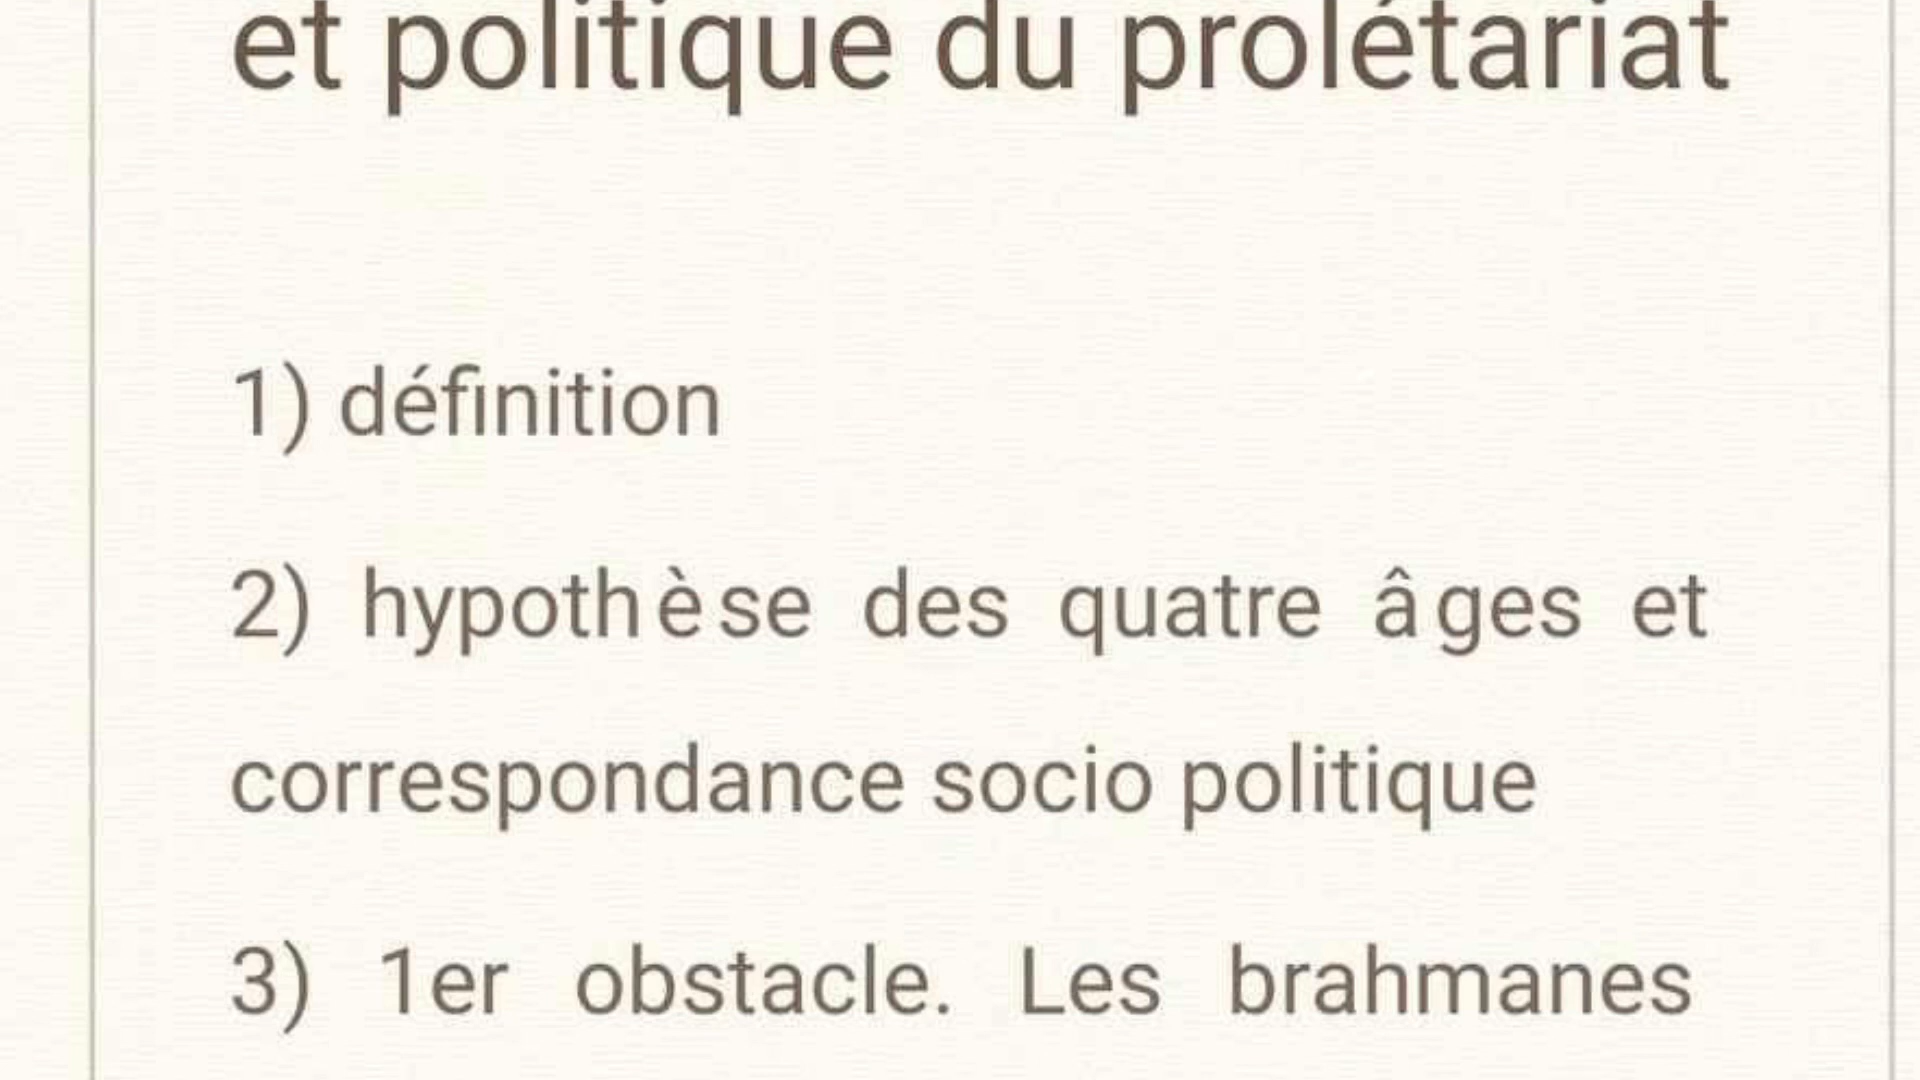 et politique du prolétariat
1) définition
2) hypothèse des quatre âges et
correspondance socio politique
3) 1er obstacle. Les brahmanes